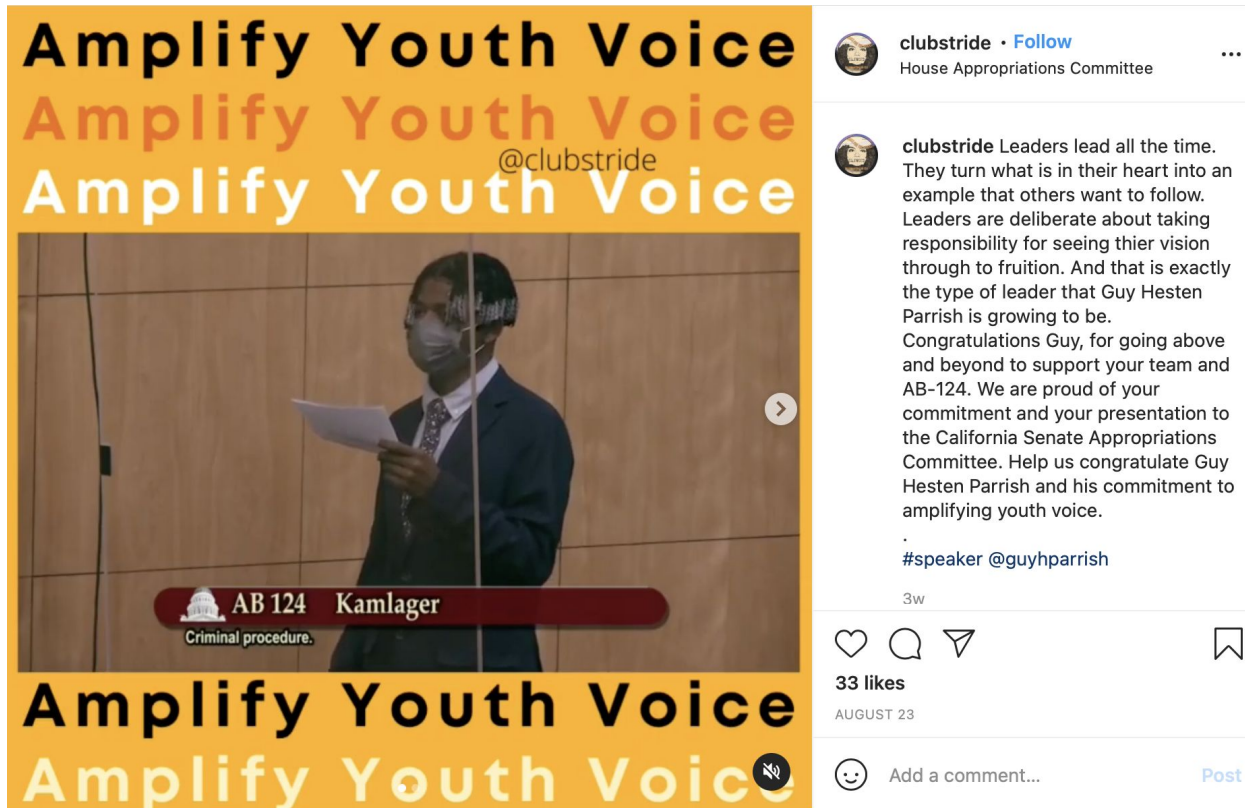 Amplify Youth Voice
Amplify Youth Voice
@clubstride
Amplify Youth Voice
AB 124 Kamlager
Criminal procedure.
Amplify Youth Voice
Amplify Youth Voice
clubstride • Follow
House Appropriations Committee
clubstride Leaders lead all the time.
They turn what is in their heart into an
example that others want to follow.
Leaders are deliberate about taking
responsibility for seeing thier vision
through to fruition. And that is exactly
the type of leader that Guy Hesten
Parrish is growing to be.
Congratulations Guy, for going above
and beyond to support your team and
AB-124. We are proud of your
commitment and your presentation to
the California Senate Appropriations
Committee. Help us congratulate Guy
Hesten Parrish and his commitment to
amplifying youth voice.
.
#speaker @guyhparrish
3w
33 likes
AUGUST 23
Add a comment...
Post